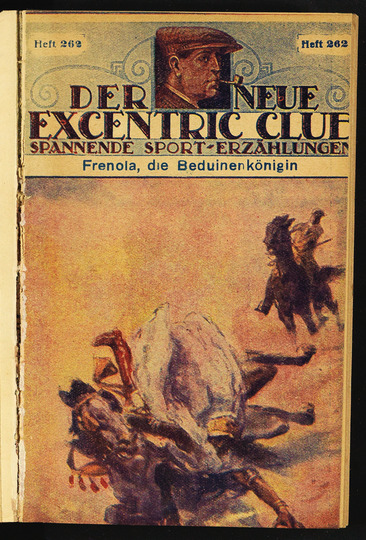 Heft 262
Heft 262
DER NEUE
EXCENTRIC CLUB
SPANNENDE SPORT-ERZÄHLUNGEN
Frenola, die Beduinenkönigin